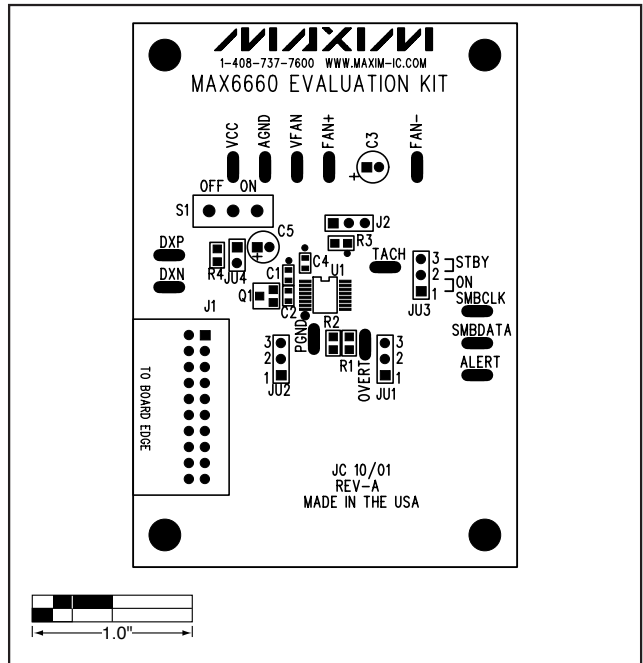 MAXIM
1-408-737-7600 WWW.MAXIM-IC.COM
MAX6660 EVALUATION KIT
VCC
AGND
VFAN
FAN+
C3
FAN-
+
OFF ON
S1
J2
C5
+
R3
DXP
DXN
R4
JU4
C1
C4
U1
TACH
3
2
1
JU3
STBY
ON
SMBCLK
Q1
C2
J1
PGND
R2
R1
OVERT
SMBDATA
ALERT
3
2
1
JU2
3
2
1
JU1
TO BOARD EDGE
JC 10/01
REV-A
MADE IN THE USA
1.0"